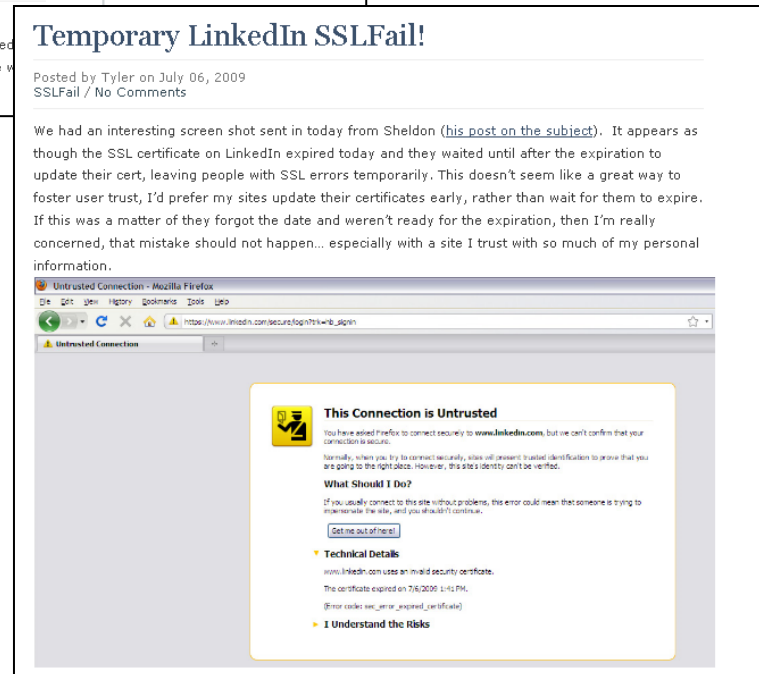 ed
w
Temporary LinkedIn SSLFail!
Posted by Tyler on July 06, 2009
SSLFail / No Comments
We had an interesting screen shot sent in today from Sheldon (his post on the subject).  It appears as
though the SSL certificate on LinkedIn expired today and they waited until after the expiration to
update their cert, leaving people with SSL errors temporarily. This doesn't seem like a great way to
foster user trust, I'd prefer my sites update their certificates early, rather than wait for them to expire.
If this was a matter of they forgot the date and weren't ready for the expiration, then I'm really
concerned, that mistake should not happen… especially with a site I trust with so much of my personal
information.
Untrusted Connection - Mozilla Firefox
File Edit View History Bookmarks Tools Help
https://www.linkedin.com/secure/login?trk=hb_signin
Untrusted Connection
This Connection is Untrusted
You have asked Firefox to connect securely to www.linkedin.com, but we can't confirm that your
connection is secure.
Normally, when you try to connect securely, sites will present trusted identification to prove that you
are going to the right place. However, this site's identity can't be verified.
What Should I Do?
If you usually connect to this site without problems, this error could mean that someone is trying to
impersonate the site, and you shouldn't continue.
Get me out of here!
Technical Details
www.linkedin.com uses an invalid security certificate.
The certificate expired on 7/6/2009 1:41 PM.
(Error code: sec_error_expired_certificate)
I Understand the Risks